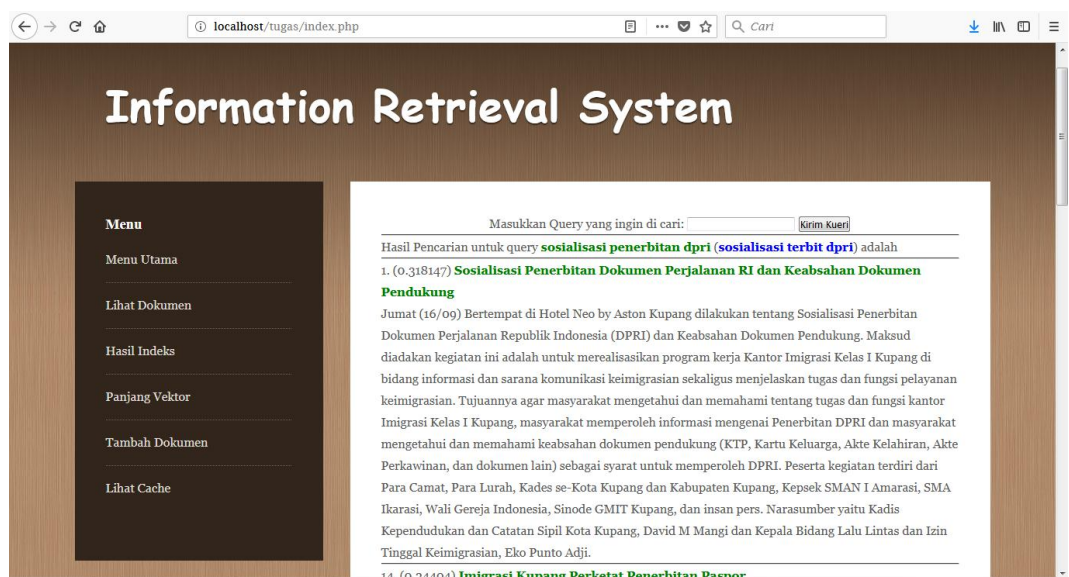 localhost/tugas/index.php
Cari
Information Retrieval System
Menu
Menu Utama
Lihat Dokumen
Hasil Indeks
Panjang Vektor
Tambah Dokumen
Lihat Cache
Masukkan Query yang ingin di cari: Kirim Kueri
Hasil Pencarian untuk query sosialisasi penerbitan dpri (sosialisasi terbit dpri) adalah
1. (0.318147) Sosialisasi Penerbitan Dokumen Perjalanan RI dan Keabsahan Dokumen
Pendukung
Jumat (16/09) Bertempat di Hotel Neo by Aston Kupang dilakukan tentang Sosialisasi Penerbitan
Dokumen Perjalanan Republik Indonesia (DPRI) dan Keabsahan Dokumen Pendukung. Maksud
diadakan kegiatan ini adalah untuk merealisasikan program kerja Kantor Imigrasi Kelas I Kupang di
bidang informasi dan sarana komunikasi keimigrasian sekaligus menjelaskan tugas dan fungsi pelayanan
keimigrasian. Tujuannya agar masyarakat mengetahui dan memahami tentang tugas dan fungsi kantor
Imigrasi Kelas I Kupang, masyarakat memperoleh informasi mengenai Penerbitan DPRI dan masyarakat
mengetahui dan memahami keabsahan dokumen pendukung (KTP, Kartu Keluarga, Akte Kelahiran, Akte
Perkawinan, dan dokumen lain) sebagai syarat untuk memperoleh DPRI. Peserta kegiatan terdiri dari
Para Camat, Para Lurah, Kades se-Kota Kupang dan Kabupaten Kupang, Kepsek SMAN I Amarasi, SMA
Ikarasi, Wali Gereja Indonesia, Sinode GMIT Kupang, dan insan pers. Narasumber yaitu Kadis
Kependudukan dan Catatan Sipil Kota Kupang, David M Mangi dan Kepala Bidang Lalu Lintas dan Izin
Tinggal Keimigrasian, Eko Punto Adji.
14. (0.24404) Imigrasi Kupang Perketat Penerbitan Paspor